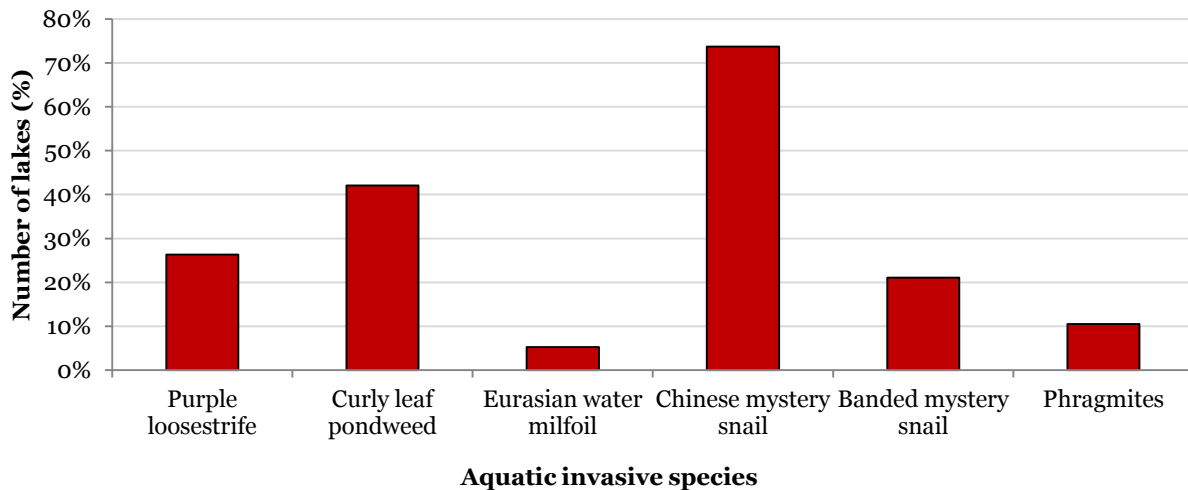 Number of lakes (%)
80%
70%
60%
50%
40%
30%
20%
10%
0%
Purple
loosestrife
Curly leaf
pondweed
Eurasian water
milfoil
Chinese mystery
snail
Banded mystery
snail
Phragmites
Aquatic invasive species